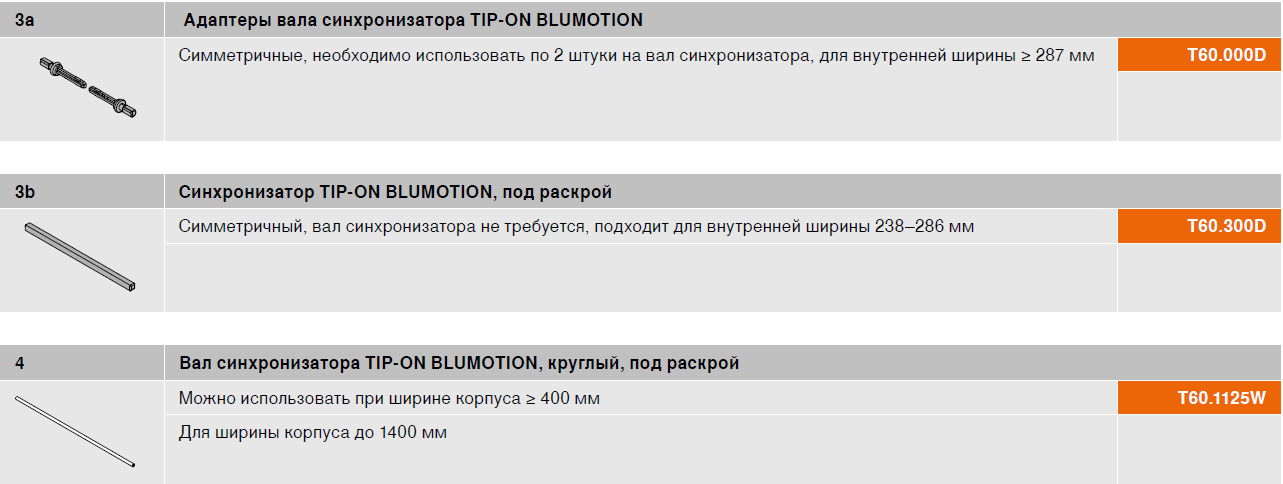 3a
Адаптеры вала синхронизатора TIP-ON BLUMOTION
Симметричные, необходимо использовать по 2 штуки на вал синхронизатора, для внутренней ширины ≥ 287 мм
T60.000D
3b
Синхронизатор TIP-ON BLUMOTION, под раскрой
Симметричный, вал синхронизатора не требуется, подходит для внутренней ширины 238–286 мм
T60.300D
4
Вал синхронизатора TIP-ON BLUMOTION, круглый, под раскрой
Можно использовать при ширине корпуса ≥ 400 мм
T60.1125W
Для ширины корпуса до 1400 мм